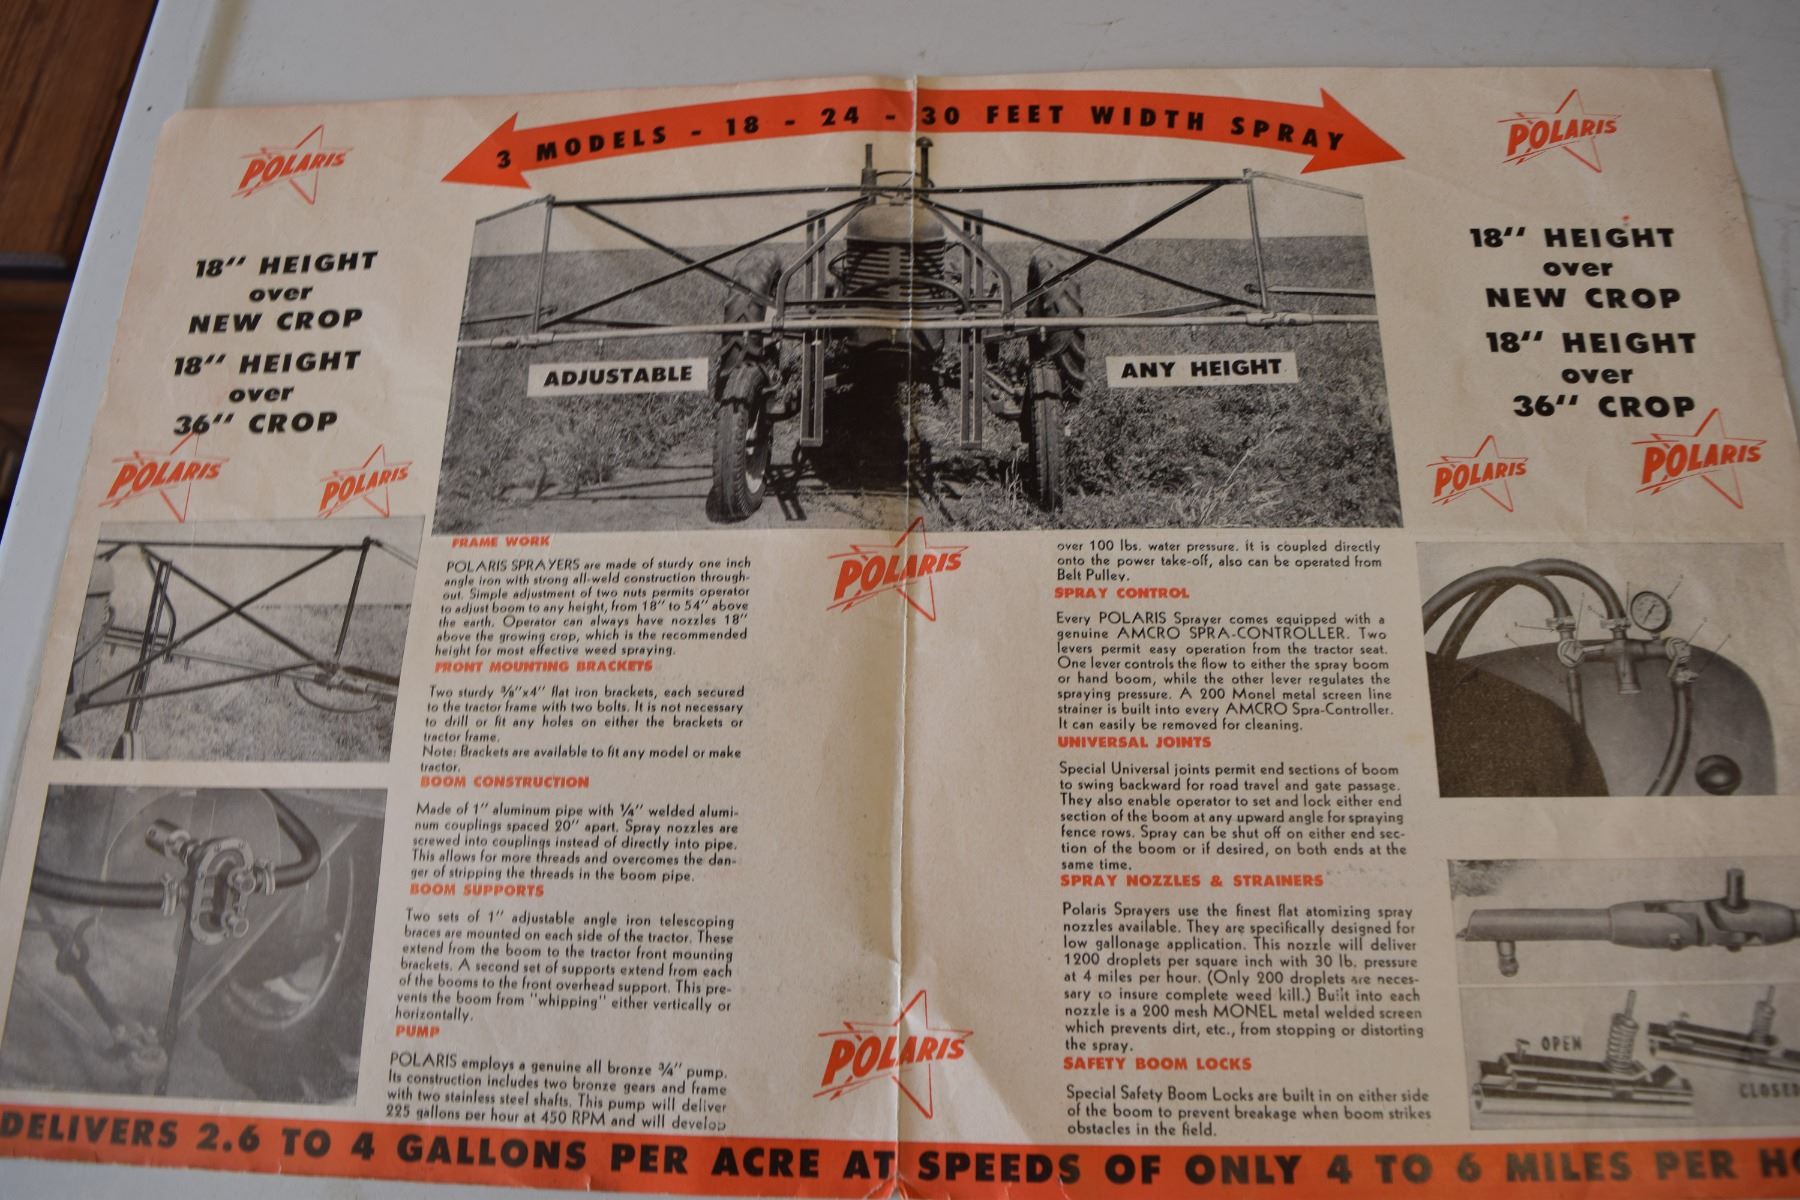 3 MODELS - 18 - 24 - 30 FEET WIDTH SPRAY
POLARIS
POLARIS
18" HEIGHT
over
NEW CROP
18" HEIGHT
over
36" CROP
POLARIS
POLARIS
ADJUSTABLE
ANY HEIGHT
18" HEIGHT
over
NEW CROP
18" HEIGHT
over
36" CROP
POLARIS
POLARIS
FRAME WORK
POLARIS SPRAYERS are made of sturdy one inch
angle iron with strong all-weld construction through-
out. Simple adjustment of two nuts permits operator
to adjust boom to any height, from 18" to 54" above
the earth. Operator can always have nozzles 18"
above the growing crop, which is the recommended
height for most effective weed spraying.
FRONT MOUNTING BRACKETS
Two sturdy 3/8"x4" flat iron brackets, each secured
to the tractor frame with two bolts. It is not necessary
to drill or fit any holes on either the brackets or
tractor frame.
Note: Brackets are available to fit any model or make
tractor.
BOOM CONSTRUCTION
Made of 1" aluminum pipe with 1/4" welded alumi-
num couplings spaced 20" apart. Spray nozzles are
screwed into couplings instead of directly into pipe.
This allows for more threads and overcomes the dan-
ger of stripping the threads in the boom pipe.
BOOM SUPPORTS
Two sets of 1" adjustable angle iron telescoping
braces are mounted on each side of the tractor. These
extend from the boom to the tractor front mounting
brackets. A second set of supports extend from each
of the booms to the front overhead support. This pre-
vents the boom from "whipping" either vertically or
horizontally.
PUMP
POLARIS employs a genuine all bronze 3/4" pump.
Its construction includes two bronze gears and frame
with two stainless steel shafts. This pump will deliver
225 gallons per hour at 450 RPM and will develop
POLARIS
POLARIS
over 100 lbs. water pressure. It is coupled directly
onto the power take-off, also can be operated from
Belt Pulley.
SPRAY CONTROL
Every POLARIS Sprayer comes equipped with a
genuine AMCRO SPRA-CONTROLLER. Two
levers permit easy operation from the tractor seat.
One lever controls the flow to either the spray boom
or hand boom, while the other lever regulates the
spraying pressure. A 200 Monel metal screen line
strainer is built into every AMCRO Spra-Controller.
It can easily be removed for cleaning.
UNIVERSAL JOINTS
Special Universal joints permit end sections of boom
to swing backward for road travel and gate passage.
They also enable operator to set and lock either end
section of the boom at any upward angle for spraying
fence rows. Spray can be shut off on either end sec-
tion of the boom or if desired, on both ends at the
same time.
SPRAY NOZZLES & STRAINERS
Polaris Sprayers use the finest flat atomizing spray
nozzles available. They are specifically designed for
low gallonage application. This nozzle will deliver
1200 droplets per square inch with 30 lb. pressure
at 4 miles per hour. (Only 200 droplets are neces-
sary to insure complete weed kill.) Built into each
nozzle is a 200 mesh MONEL metal welded screen
which prevents dirt, etc., from stopping or distorting
the spray.
SAFETY BOOM LOCKS
Special Safety Boom Locks are built in on either side
of the boom to prevent breakage when boom strikes
obstacles in the field.
OPEN
CLOSED
DELIVERS 2.6 TO 4 GALLONS PER ACRE AT SPEEDS OF ONLY 4 TO 6 MILES PER HO